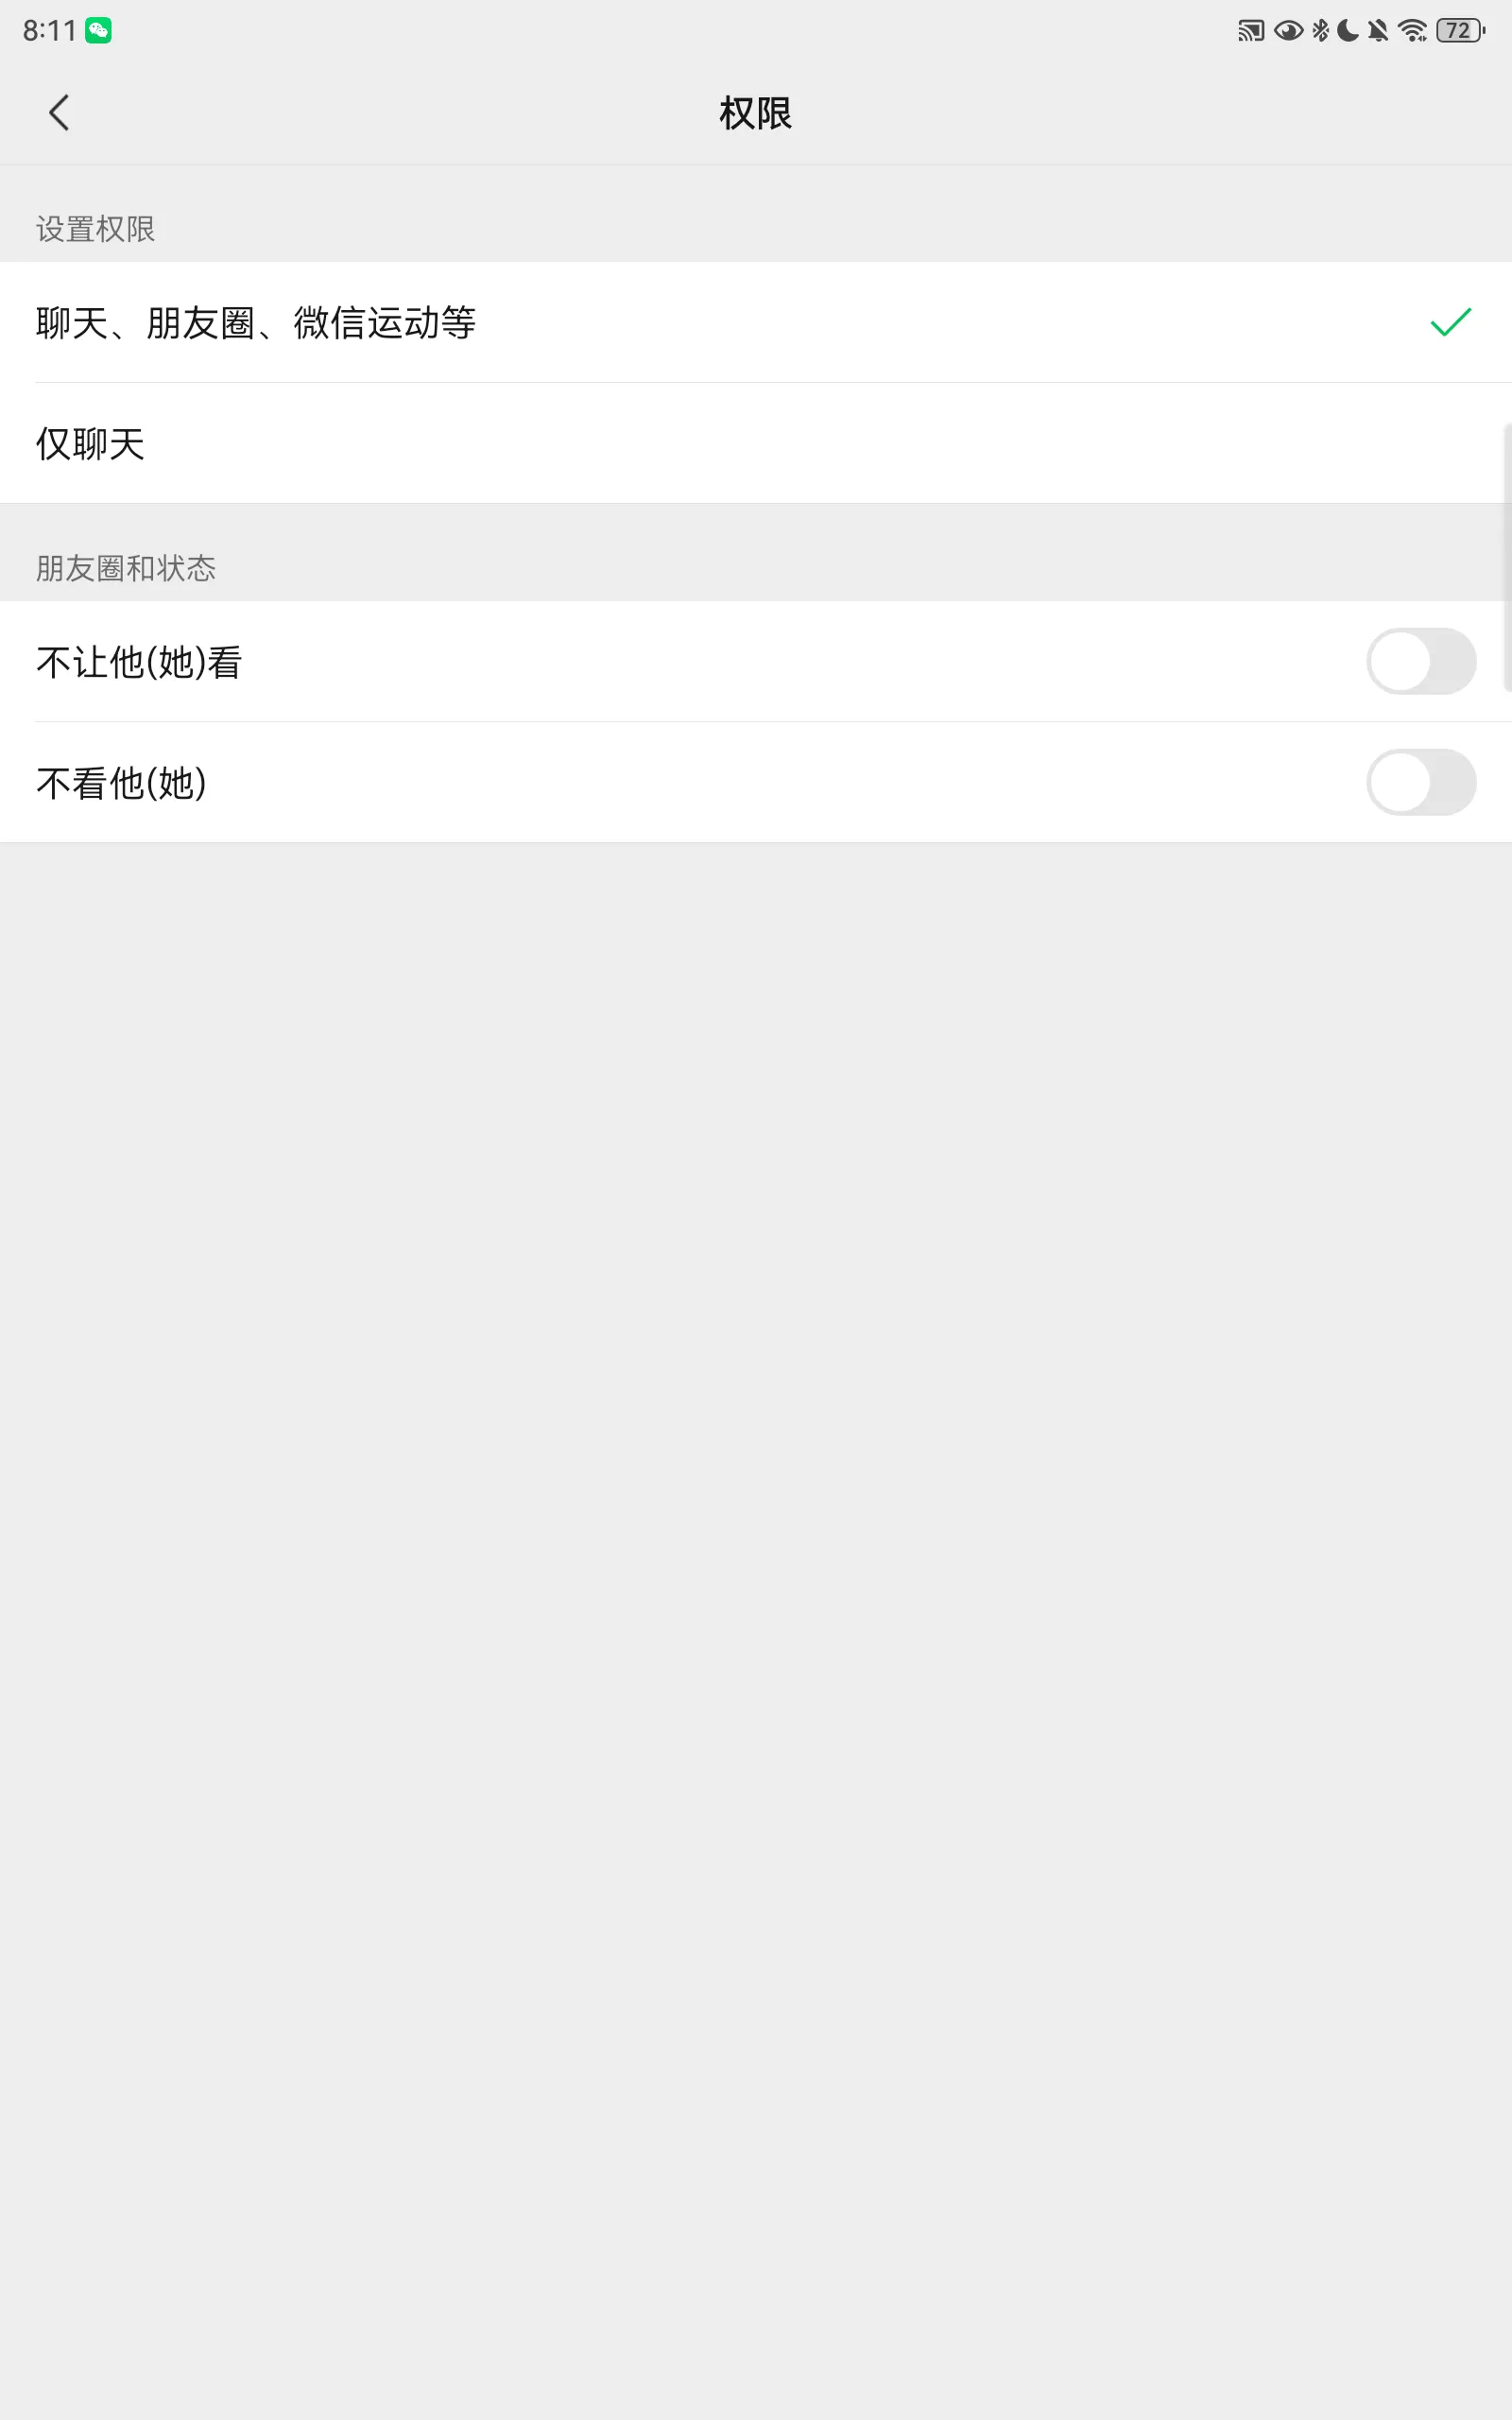 8:11
72
权限
设置权限
聊天、朋友圈、微信运动等
仅聊天
朋友圈和状态
不让他(她)看
不看他(她)